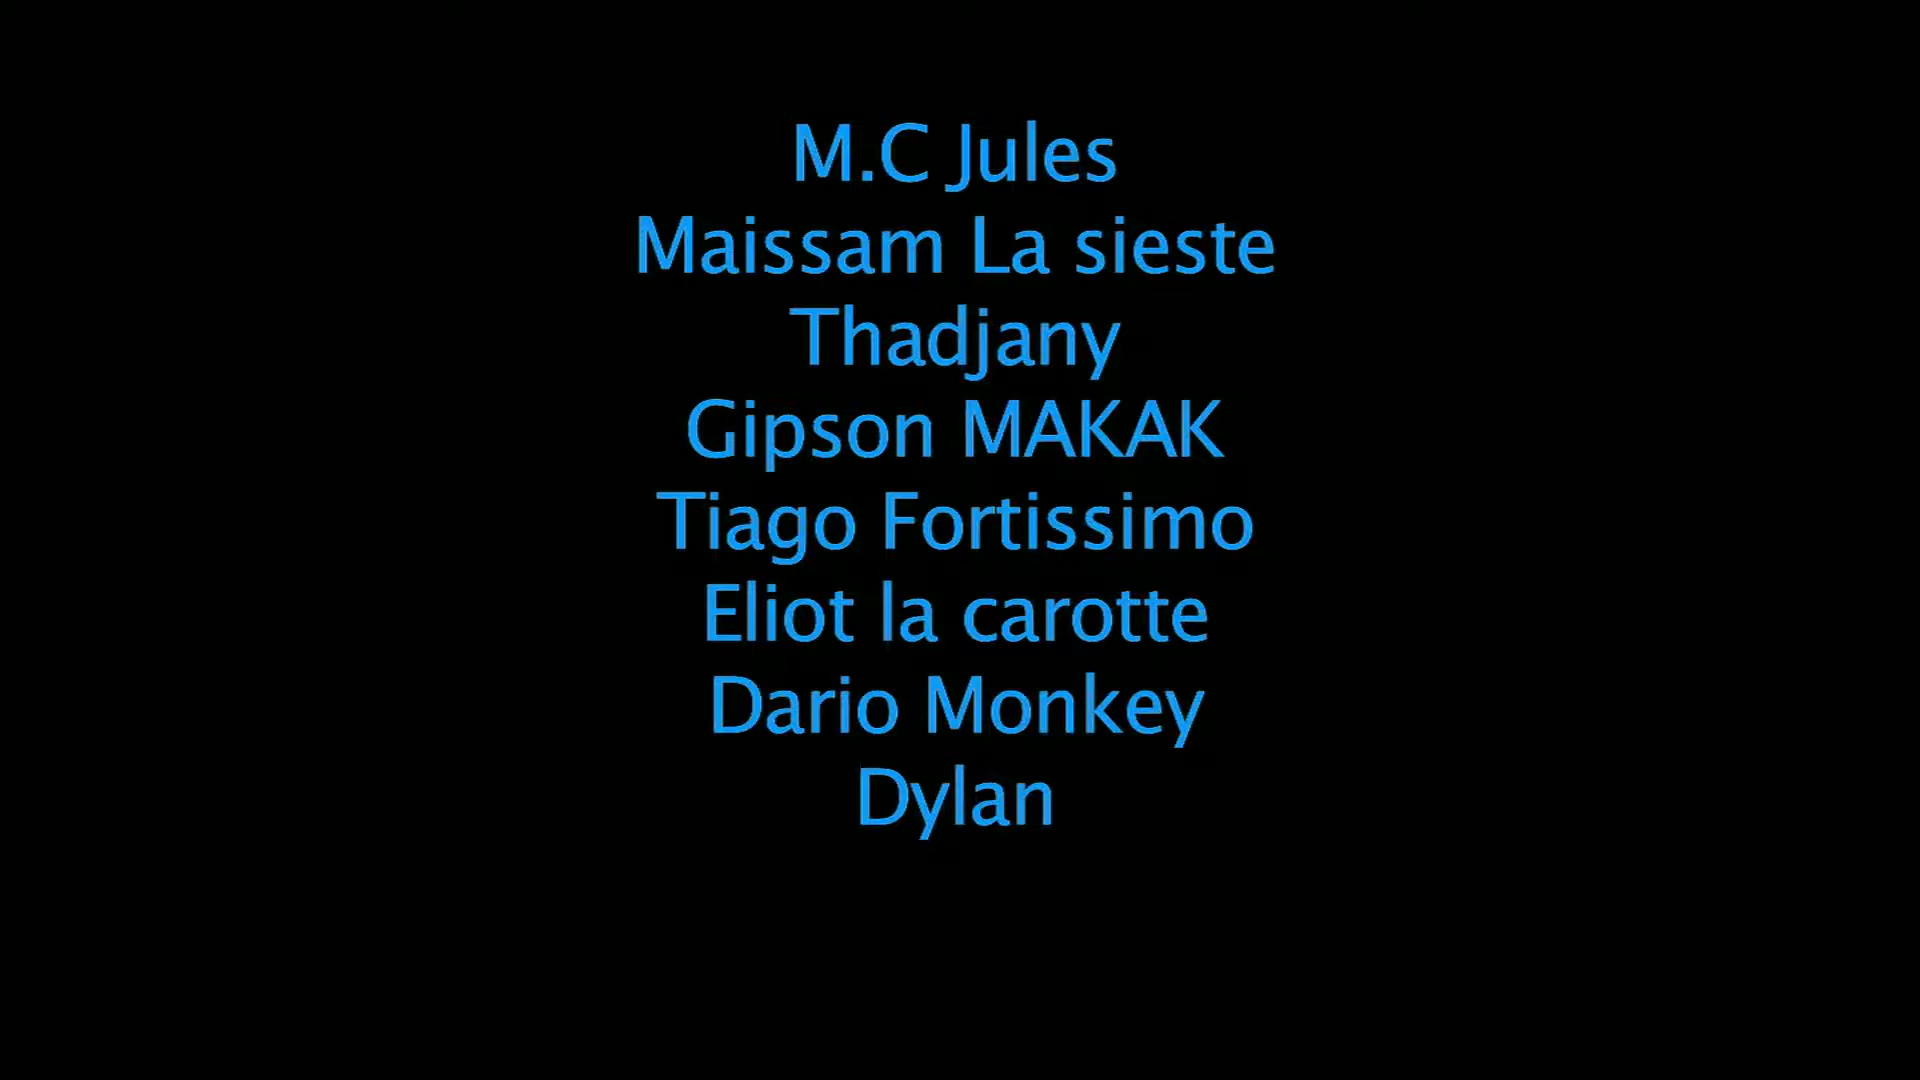 M.C Jules
Maissam La sieste
Thadjany
Gipson MAKAK
Tiago Fortissimo
Eliot la carotte
Dario Monkey
Dylan